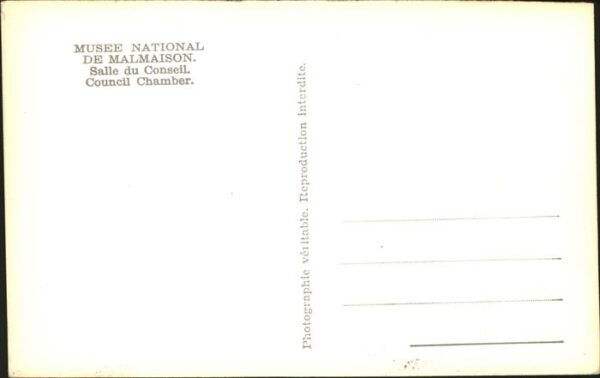 MUSEE NATIONAL
DE MALMAISON.
Salle du Conseil.
Council Chamber.
Photographie véritable. Reproduction interdite.